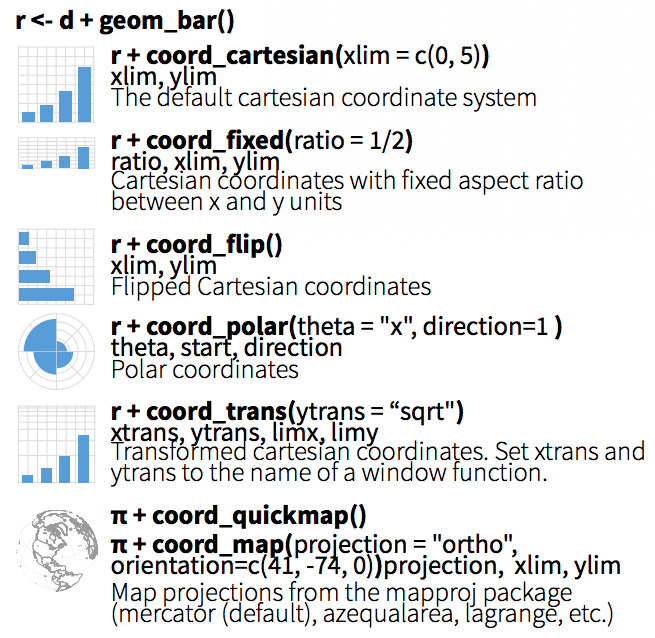 r <- d + geom_bar()
r + coord_cartesian(xlim = c(0, 5))
xlim, ylim
The default cartesian coordinate system
r + coord_fixed(ratio = 1/2)
ratio, xlim, ylim
Cartesian coordinates with fixed aspect ratio
between x and y units
r + coord_flip()
xlim, ylim
Flipped Cartesian coordinates
r + coord_polar(theta = "x", direction=1 )
theta, start, direction
Polar coordinates
r + coord_trans(ytrans = “sqrt")
xtrans, ytrans, limx, limy
Transformed cartesian coordinates. Set xtrans and
ytrans to the name of a window function.
π + coord_quickmap()
π + coord_map(projection = "ortho",
orientation=c(41, -74, 0))projection, xlim, ylim
Map projections from the mapproj package
(mercator (default), azequalarea, lagrange, etc.)